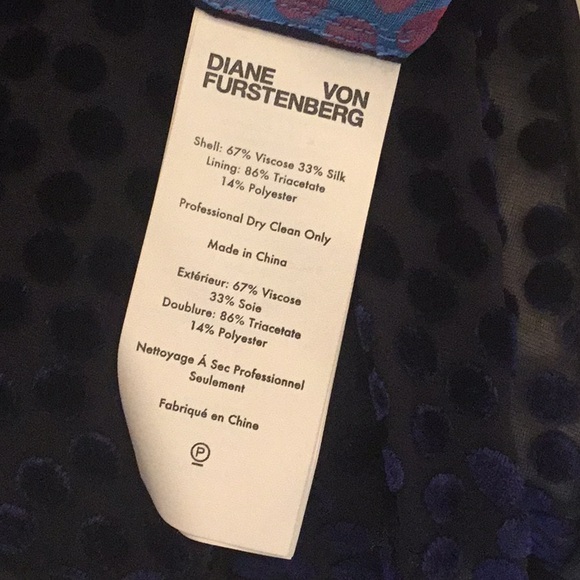 DIANE VON
FURSTENBERG
Shell: 67% Viscose 33% Silk
Lining: 86% Triacetate
14% Polyester
Professional Dry Clean Only
Made in China
Extérieur: 67% Viscose
33% Soie
Doublure: 86% Triacetate
14% Polyester
Nettoyage Á Sec Professionnel
Seulement
Fabriqué en Chine
P